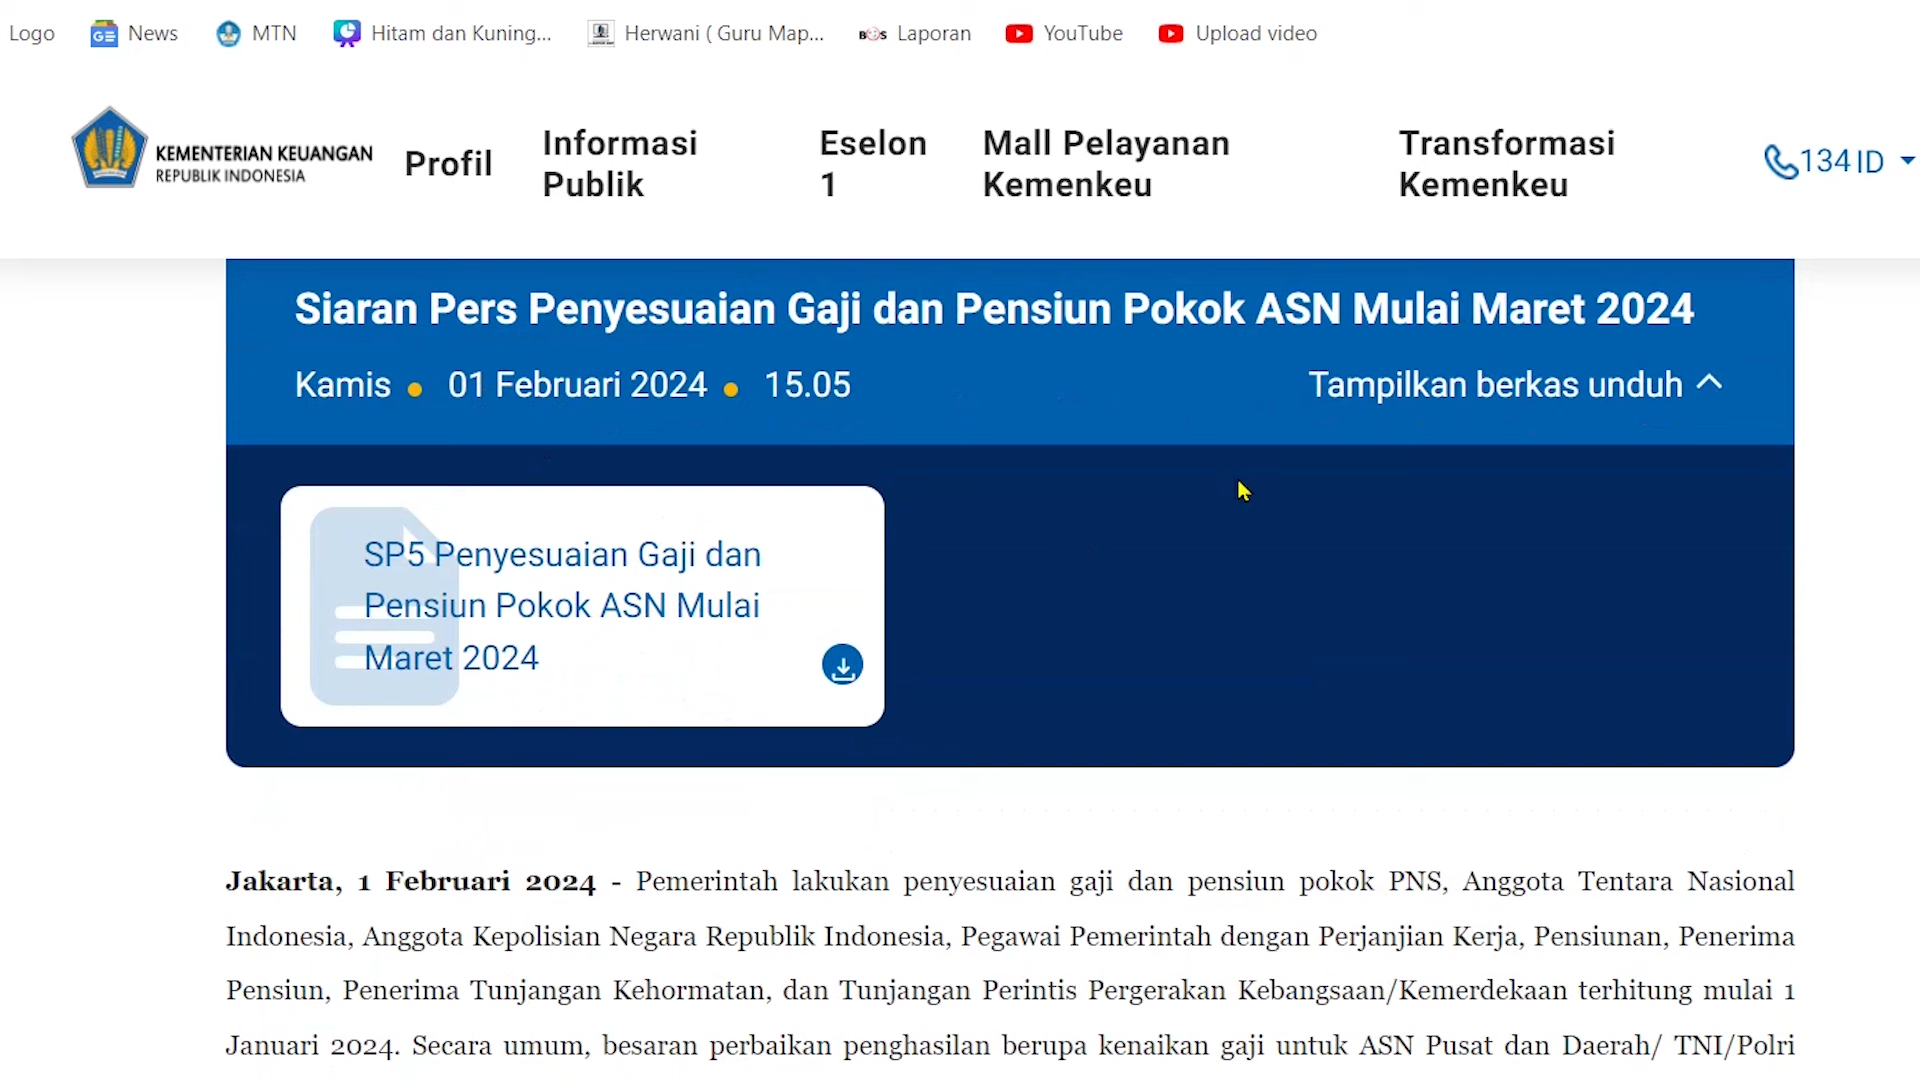 Logo
News
MTN
Hitam dan Kuning...
Herwani ( Guru Map...
BOS Laporan
YouTube
Upload video
KEMENTERIAN KEUANGAN
REPUBLIK INDONESIA
Profil
Informasi
Publik
Eselon
1
Mall Pelayanan
Kemenkeu
Transformasi
Kemenkeu
134 ID
Siaran Pers Penyesuaian Gaji dan Pensiun Pokok ASN Mulai Maret 2024
Kamis • 01 Februari 2024 • 15.05
Tampilkan berkas unduh
SP5 Penyesuaian Gaji dan
Pensiun Pokok ASN Mulai
Maret 2024
Jakarta, 1 Februari 2024 - Pemerintah lakukan penyesuaian gaji dan pensiun pokok PNS, Anggota Tentara Nasional
Indonesia, Anggota Kepolisian Negara Republik Indonesia, Pegawai Pemerintah dengan Perjanjian Kerja, Pensiunan, Penerima
Pensiun, Penerima Tunjangan Kehormatan, dan Tunjangan Perintis Pergerakan Kebangsaan/Kemerdekaan terhitung mulai 1
Januari 2024. Secara umum, besaran perbaikan penghasilan berupa kenaikan gaji untuk ASN Pusat dan Daerah/ TNI/Polri